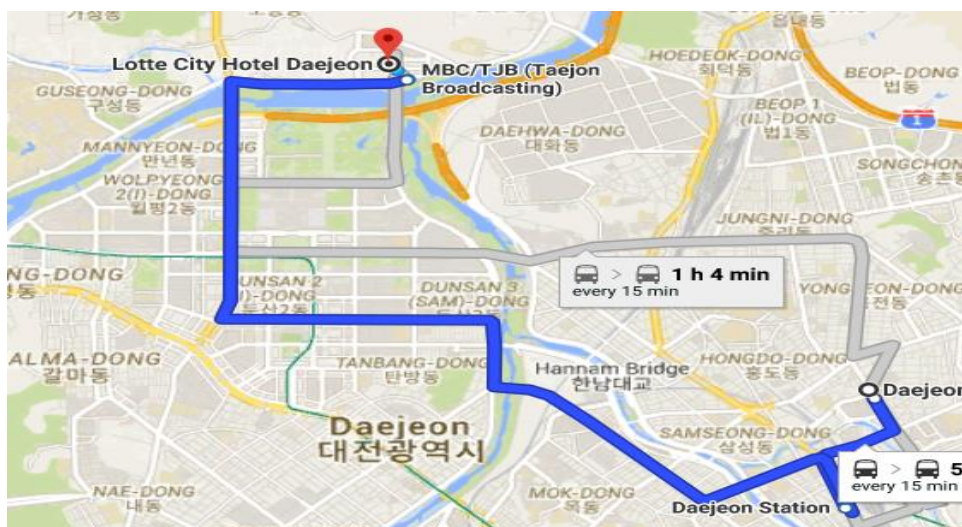 Lotte City Hotel Daejeon
MBC/TJB (Taejon
Broadcasting)
HOEDEOK-DONG
회덕동
BEOP-DONG
법동
GUSEONG-DONG
구성동
BEOP 1
(IL)-DONG
법1동
1
DAEHWA-DONG
대화동
MANNYEON-DONG
만년동
SONGCHON
송촌동
WOLPYEONG
2(I)-DONG
월평2동
JUNGNI-DONG
NG-DONG
> 1 h 4 min
every 15 min
DUNSAN 2
DUNSAN 3
(SAM)-DONG
ALMA-DONG
갈마동
TANBANG-DONG
탄방동
Hannam Bridge
한남대교
HONGDO-DONG
홍도동
Daejeon
Daejeon
대전광역시
SAMSEONG-DONG
삼성동
> 5
every 15 min
NAE-DONG
내동
MOK-DONG
목동
Daejeon Station